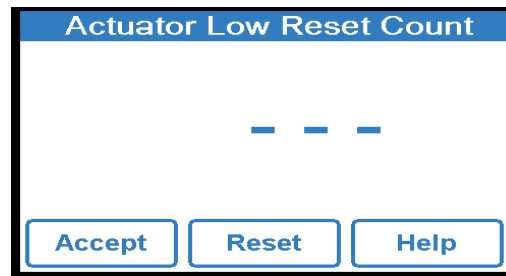 Actuator Low Reset Count
- - -
Accept Reset Help